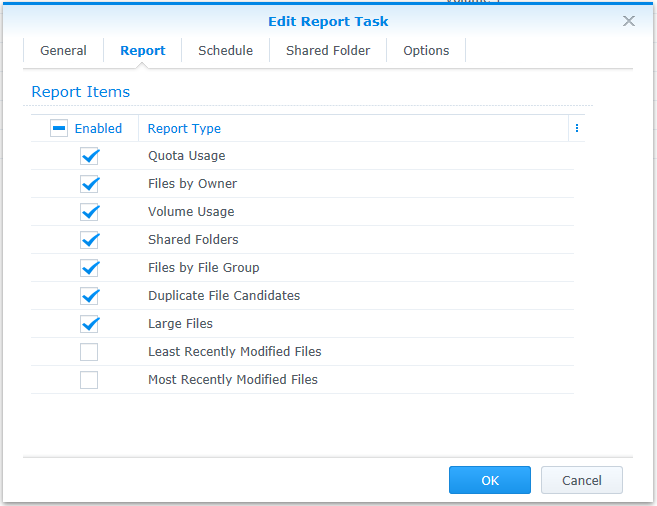 Edit Report Task
General Report Schedule Shared Folder Options
Report Items
Enabled Report Type
Quota Usage
Files by Owner
Volume Usage
Shared Folders
Files by File Group
Duplicate File Candidates
Large Files
Least Recently Modified Files
Most Recently Modified Files
OK Cancel